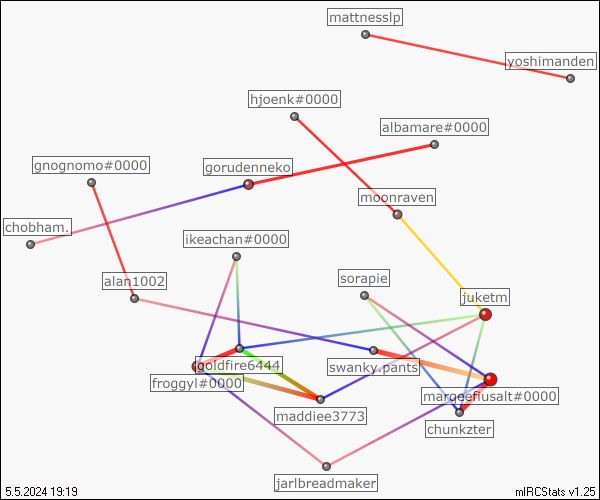 mattnesslp
yoshimanden
hjoenk#0000
albamare#0000
gnognomo#0000
gorudenneko
moonraven
chobham.
ikeachan#0000
alan1002
sorapie
juketm
goldfire6444
swanky.pants
froggyl#0000
margeefiusalt#0000
maddiee3773
chunkzter
jarlbreadmaker
5.5.2024 19:19
mIRCStats v1.25